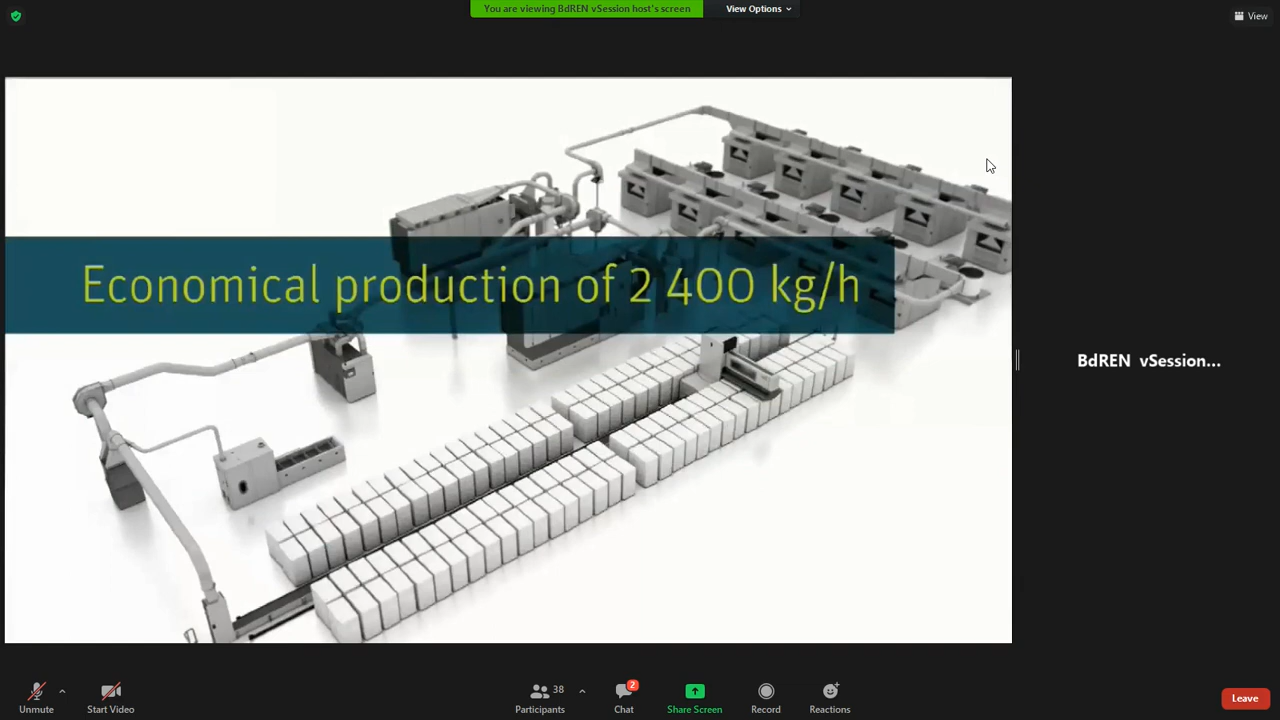 You are viewing BdREN vSession host's screen
View Options
View
Economical production of 2 400 kg/h
BdREN vSession...
Unmute
Start Video
38
Participants
2
Chat
Share Screen
Record
Reactions
Leave